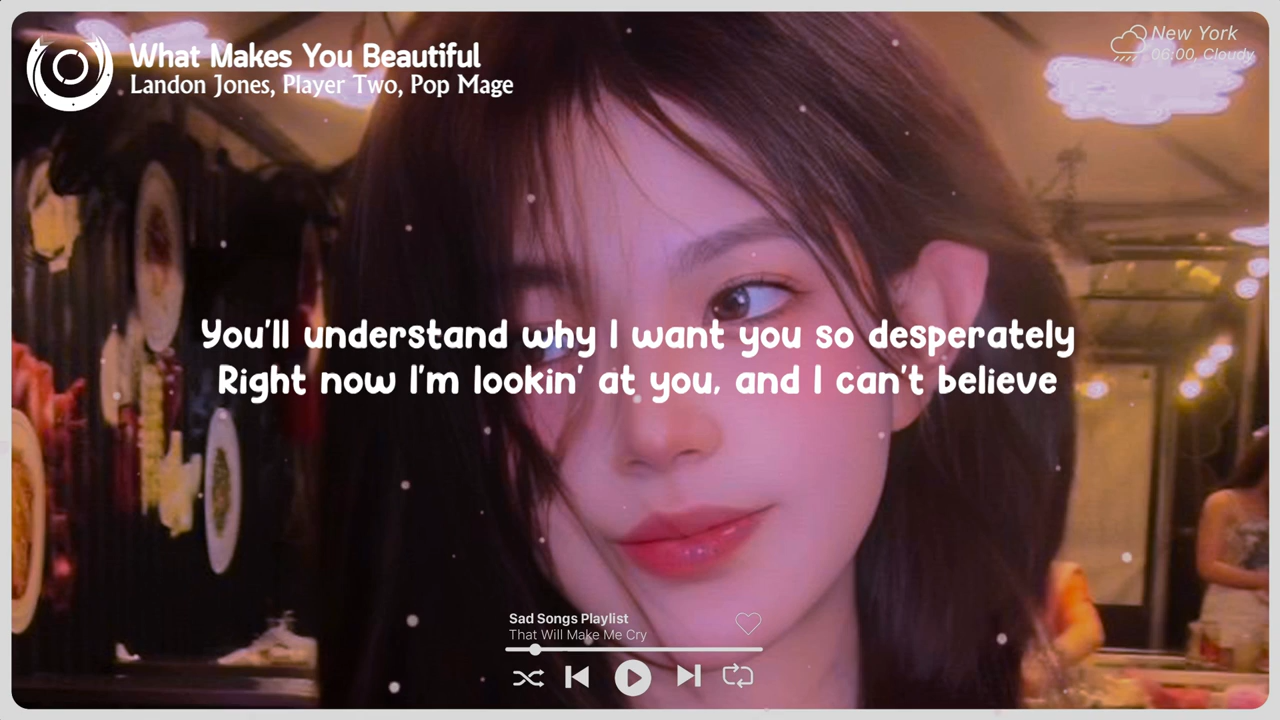 What Makes You Beautiful
Landon Jones, Player Two, Pop Mage
New York
06:00, Cloudy
You'll understand why I want you so desperately
Right now I'm lookin' at you, and I can't believe
Sad Songs Playlist
That Will Make Me Cry